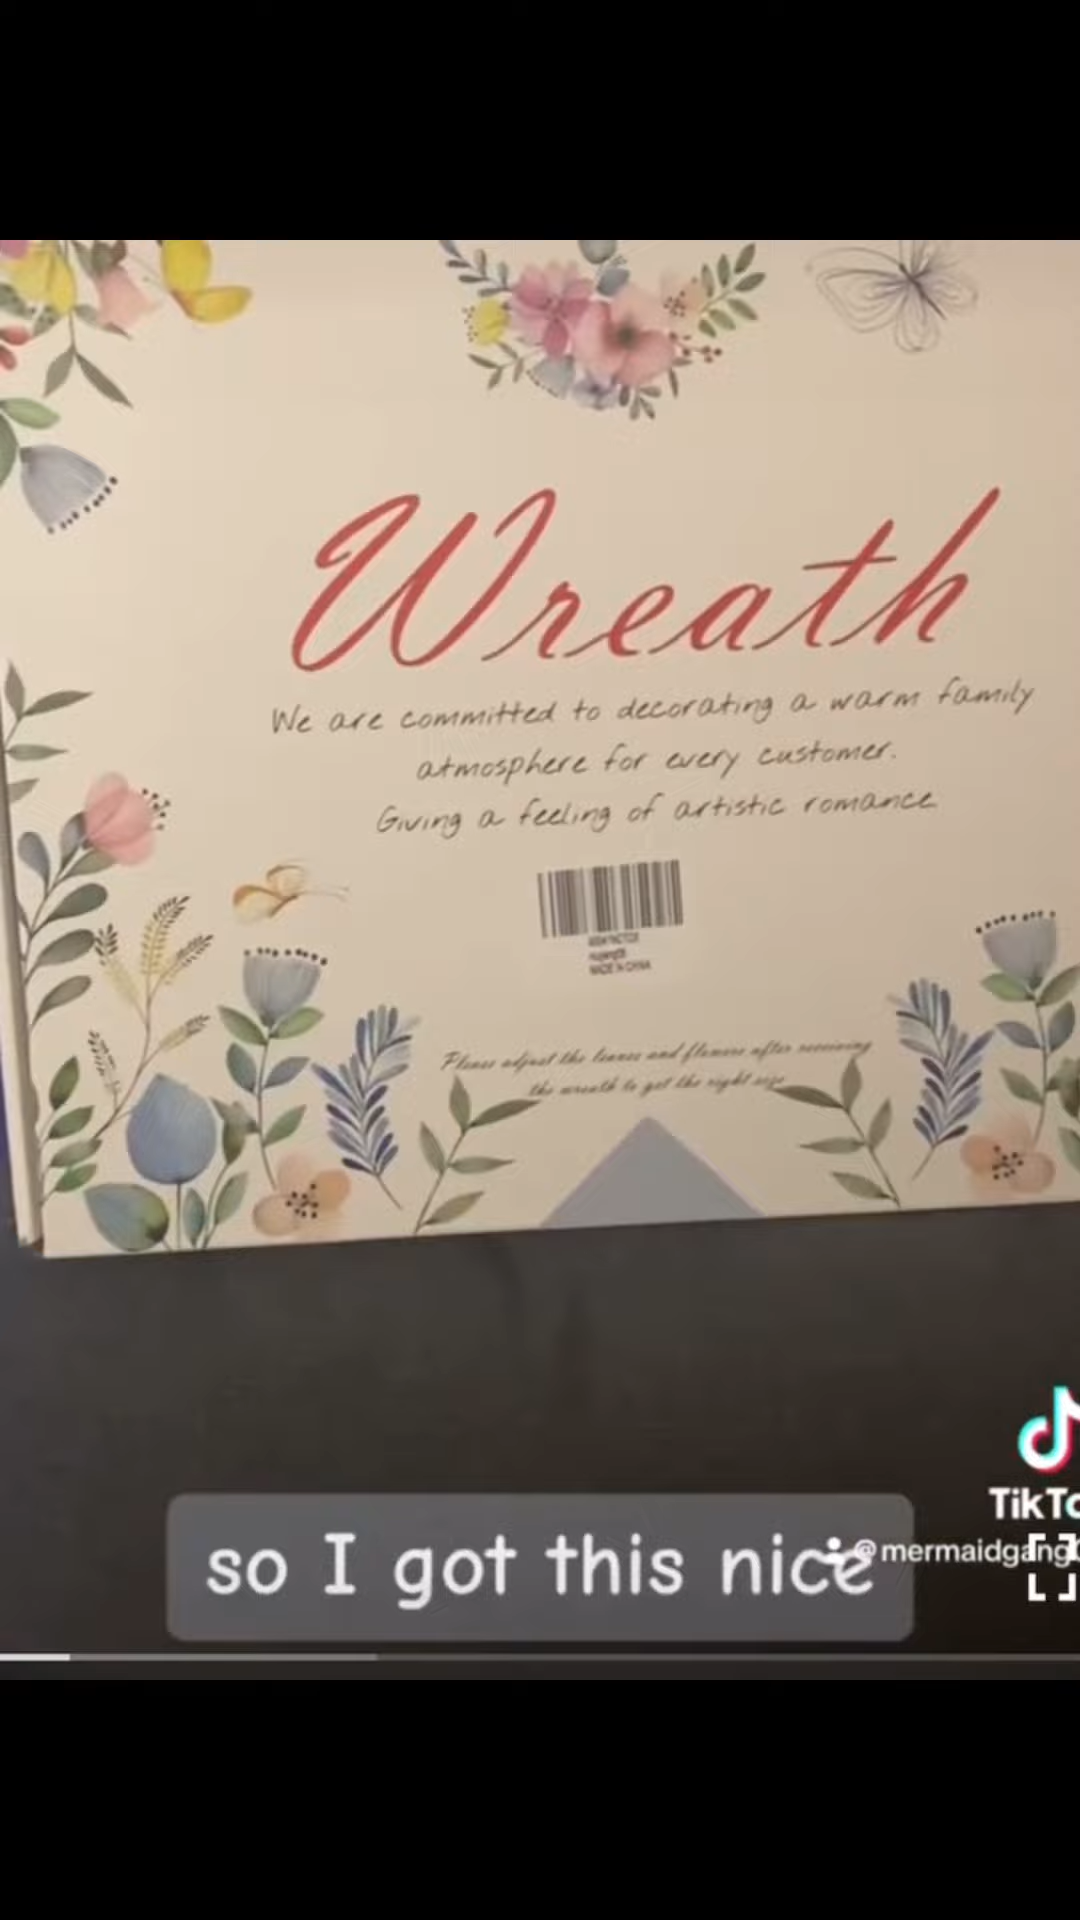 Wreath
We are committed to decorating a warm family
atmosphere for every customer.
Giving a feeling of artistic romance
MADE IN CHINA
Please adjust the leaves and flowers after receiving
the wreath to get the right size
TikTo
so I got this nice
@mermaidgang